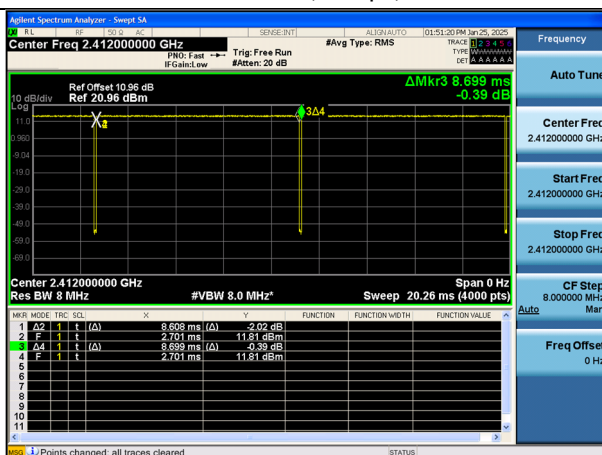 Agilent Spectrum Analyzer - Swept SA
RL RF 50 Ω AC SENSE:INT ALIGN AUTO 01:51:20 PM Jan 25, 2025
Center Freq 2.412000000 GHz #Avg Type: RMS TRACE 1 2 3 4 5 6
PNO: Fast Trig: Free Run TYPE
IFGain:Low #Atten: 20 dB DET A A A A A A
Frequency
Auto Tune
Ref Offset 10.96 dB ΔMkr3 8.699 ms
10 dB/div Ref 20.96 dBm -0.39 dB
Log
11.0
0.960
-9.04
-19.0
-29.0
-39.0
-49.0
-59.0
-69.0
3Δ4
Center Freq
2.412000000 GHz
Start Freq
2.412000000 GHz
Stop Freq
2.412000000 GHz
Center 2.412000000 GHz Span 0 Hz
Res BW 8 MHz #VBW 8.0 MHz* Sweep 20.26 ms (4000 pts)
CF Step
8.000000 MHz
Auto Man
MKR MODE TRC SCL X Y FUNCTION FUNCTION WIDTH FUNCTION VALUE
1 Δ2 1 t (Δ) 8.608 ms (Δ) -2.02 dB
2 F 1 t 2.701 ms 11.81 dBm
3 Δ4 1 t (Δ) 8.699 ms (Δ) -0.39 dB
4 F 1 t 2.701 ms 11.81 dBm
5
6
7
8
9
10
11
Freq Offset
0 Hz
MSG Points changed; all traces cleared STATUS